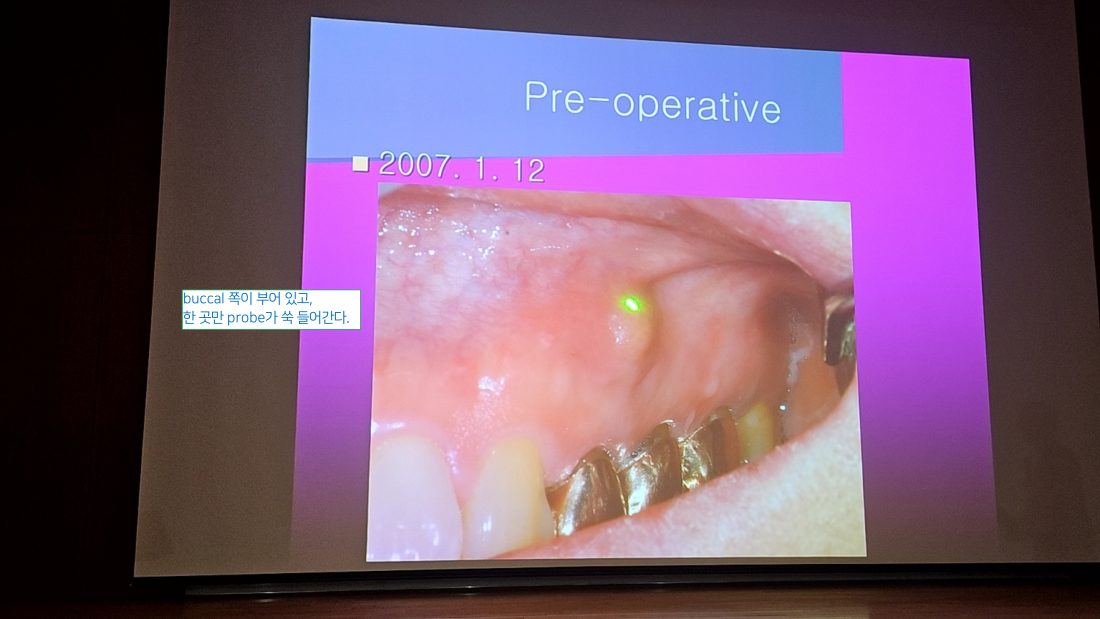 Pre-operative
2007. 1. 12
buccal 쪽이 부어 있고,
한 곳만 probe가 쑥 들어간다.